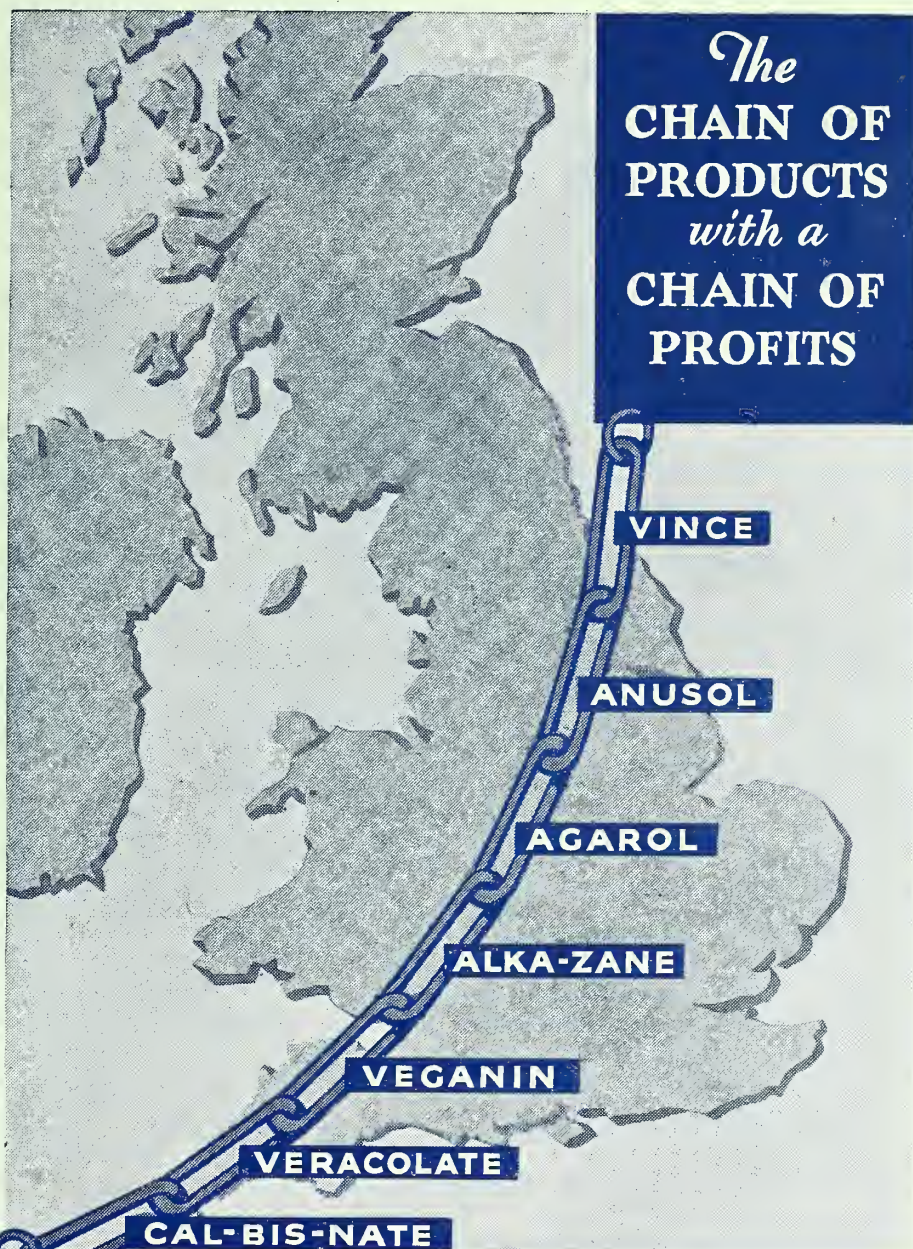 The
CHAIN OF
PRODUCTS
with a
CHAIN OF
PROFITS
VINCE
ANUSOL
AGAROL
ALKA-ZANE
VEGANIN
VERACOLATE
CAL-BIS-NATE